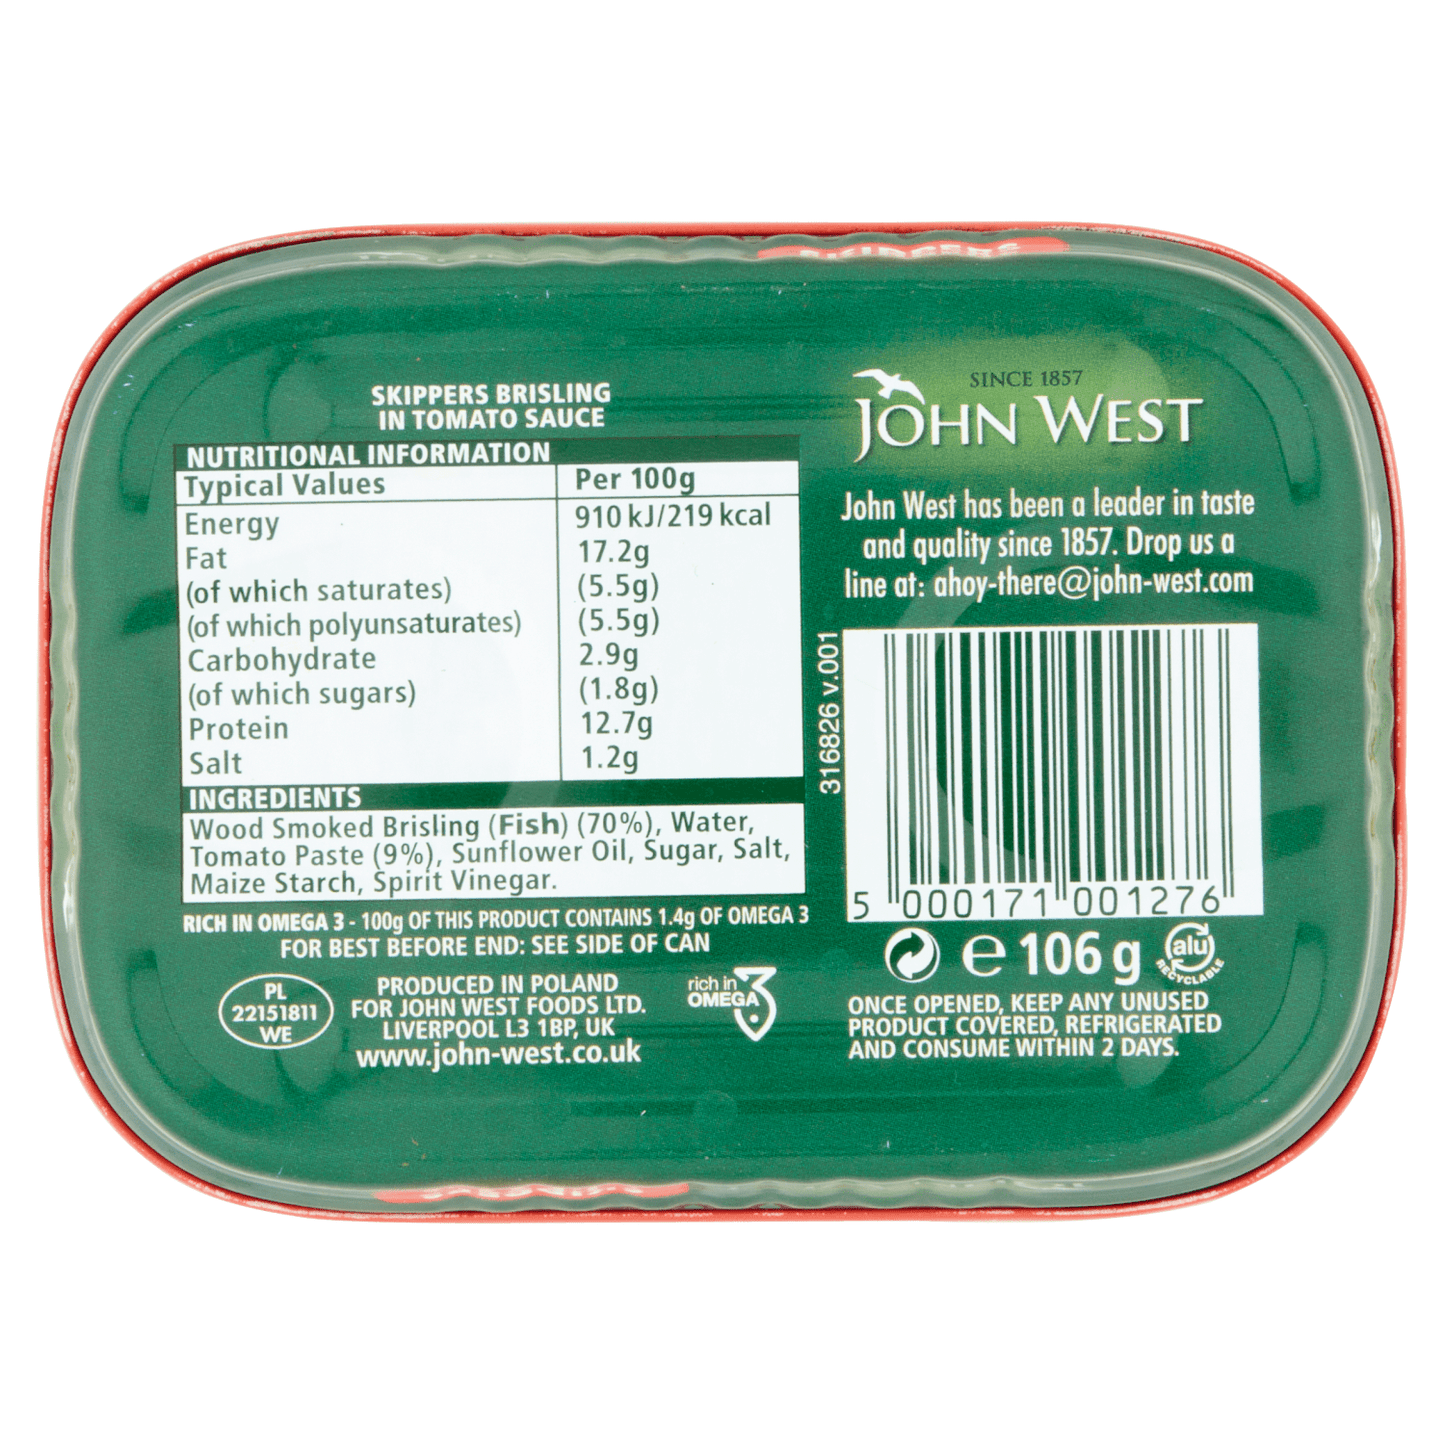 SKIPPERS
SKIPPERS BRISLING
IN TOMATO SAUCE
NUTRITIONAL INFORMATION
Typical Values Per 100g
Energy 910 kJ/219 kcal
Fat 17.2g
(of which saturates) (5.5g)
(of which polyunsaturates) (5.5g)
Carbohydrate 2.9g
(of which sugars) (1.8g)
Protein 12.7g
Salt 1.2g
INGREDIENTS
Wood Smoked Brisling (Fish) (70%), Water,
Tomato Paste (9%), Sunflower Oil, Sugar, Salt,
Maize Starch, Spirit Vinegar.
RICH IN OMEGA 3 - 100g OF THIS PRODUCT CONTAINS 1.4g OF OMEGA 3
FOR BEST BEFORE END: SEE SIDE OF CAN
PL
22151811
WE
PRODUCED IN POLAND
FOR JOHN WEST FOODS LTD.
LIVERPOOL L3 1BP, UK
www.john-west.co.uk
rich in
OMEGA 3
SINCE 1857
JOHN WEST
John West has been a leader in taste
and quality since 1857. Drop us a
line at: ahoy-there@john-west.com
316826 v.001
5 000171 001276
e 106 g
alu
RECYCLABLE
ONCE OPENED, KEEP ANY UNUSED
PRODUCT COVERED, REFRIGERATED
AND CONSUME WITHIN 2 DAYS.